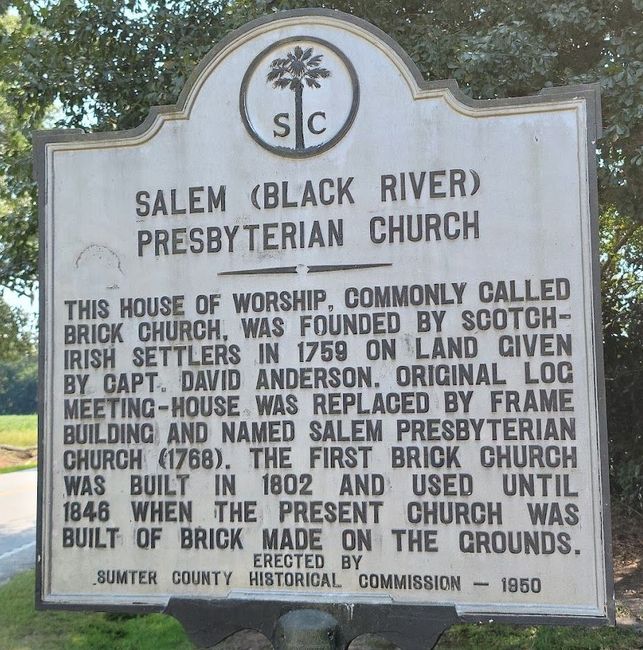 S C
SALEM (BLACK RIVER)
PRESBYTERIAN CHURCH
THIS HOUSE OF WORSHIP, COMMONLY CALLED
BRICK CHURCH, WAS FOUNDED BY SCOTCH-
IRISH SETTLERS IN 1759 ON LAND GIVEN
BY CAPT. DAVID ANDERSON. ORIGINAL LOG
MEETING-HOUSE WAS REPLACED BY FRAME
BUILDING AND NAMED SALEM PRESBYTERIAN
CHURCH (1768). THE FIRST BRICK CHURCH
WAS BUILT IN 1802 AND USED UNTIL
1846 WHEN THE PRESENT CHURCH WAS
BUILT OF BRICK MADE ON THE GROUNDS.
ERECTED BY
SUMTER COUNTY HISTORICAL COMMISSION – 1950